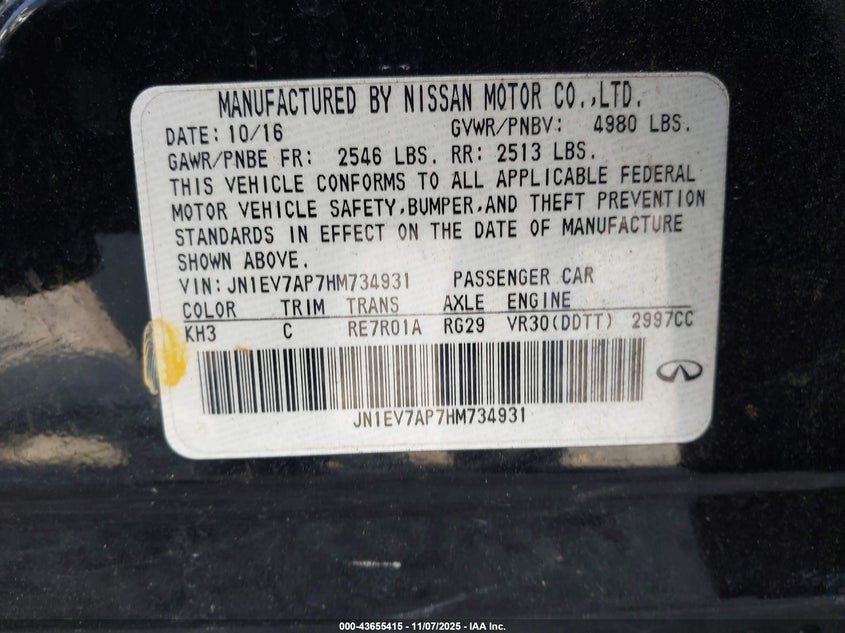 MANUFACTURED BY NISSAN MOTOR CO.,LTD.
DATE: 10/16 GVWR/PNBV: 4980 LBS.
GAWR/PNBE FR: 2546 LBS. RR: 2513 LBS.
THIS VEHICLE CONFORMS TO ALL APPLICABLE FEDERAL
MOTOR VEHICLE SAFETY,BUMPER,AND THEFT PREVENTION
STANDARDS IN EFFECT ON THE DATE OF MANUFACTURE
SHOWN ABOVE.
VIN: JN1EV7AP7HM734931 PASSENGER CAR
COLOR TRIM TRANS AXLE ENGINE
KH3 C RE7R01A RG29 VR30(DDTT) 2997CC
JN1EV7AP7HM734931
000-43655415 - 11/07/2025 - IAA Inc.